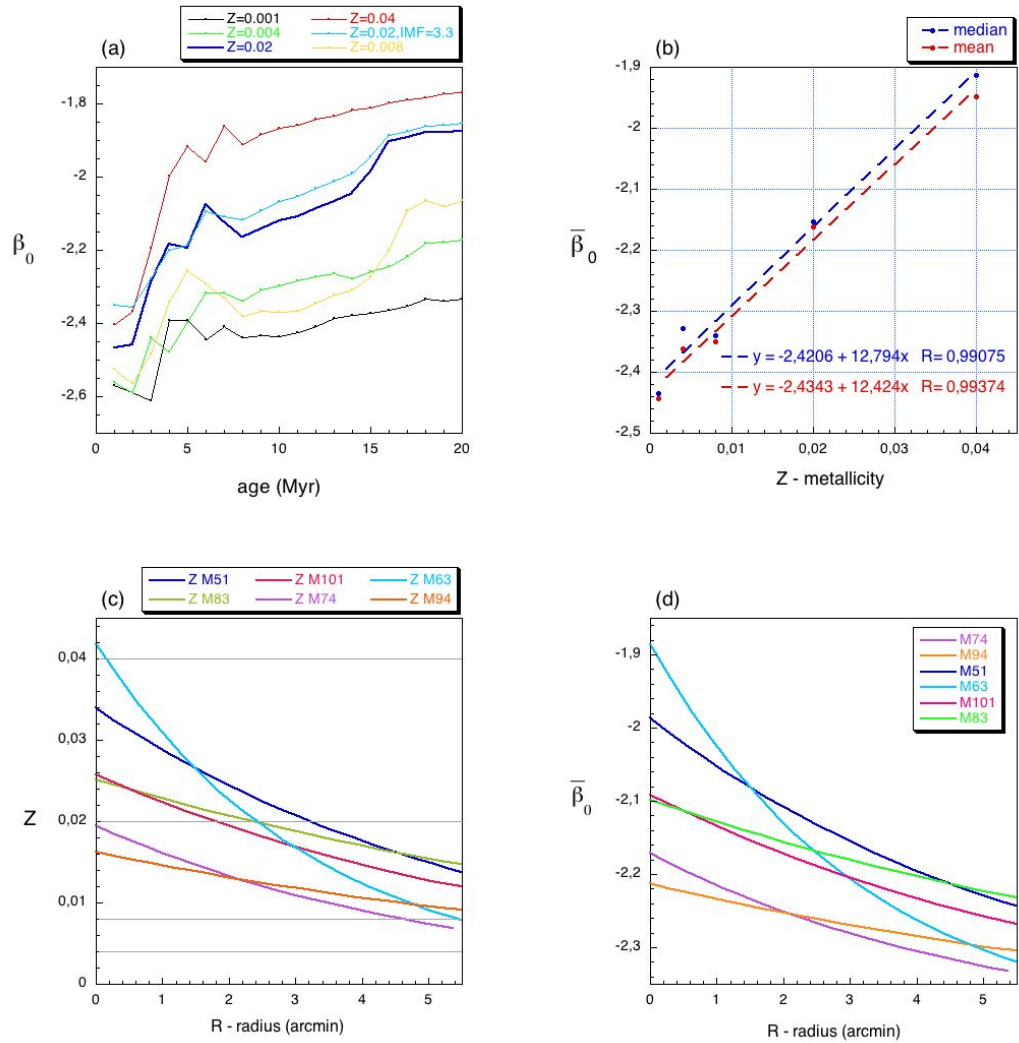 (a)
Z=0.001
Z=0.04
Z=0.004
Z=0.02,IMF=3.3
Z=0.02
Z=0.008
-1.8
-2
-2.2
-2.4
-2.6
β0
0
5
10
15
20
age (Myr)
(b)
median
mean
-1,9
-2
-2,1
-2,2
-2,3
-2,4
-2,5
β̅0
y = -2,4206 + 12,794x R= 0,99075
y = -2,4343 + 12,424x R= 0,99374
0
0,01
0,02
0,03
0,04
Z - metallicity
(c)
Z M51
Z M101
Z M63
Z M83
Z M74
Z M94
0,04
0,03
0,02
0,01
0
Z
0
1
2
3
4
5
R - radius (arcmin)
(d)
M74
M94
M51
M63
M101
M83
-1,9
-2
-2,1
-2,2
-2,3
β̅0
0
1
2
3
4
5
R - radius (arcmin)